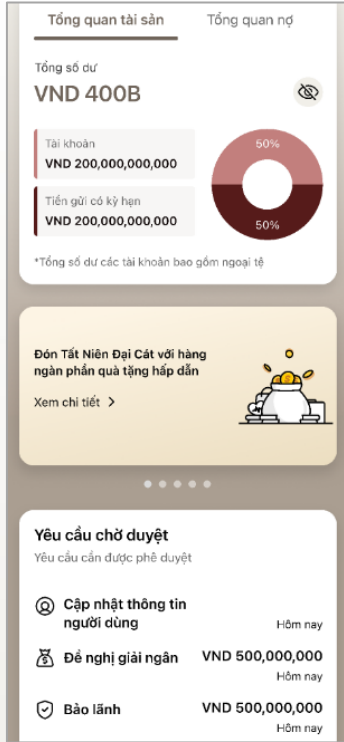 Tổng quan tài sản
Tổng quan nợ
Tổng số dư
VND 400B
Tài khoản
VND 200,000,000,000
50%
Tiền gửi có kỳ hạn
VND 200,000,000,000
50%
*Tổng số dư các tài khoản bao gồm ngoại tệ
Đón Tất Niên Đại Cát với hàng
ngàn phần quà tặng hấp dẫn
Xem chi tiết >
Yêu cầu chờ duyệt
Yêu cầu cần được phê duyệt
Cập nhật thông tin
người dùng
Hôm nay
Đề nghị giải ngân
VND 500,000,000
Hôm nay
Bảo lãnh
VND 500,000,000
Hôm nay